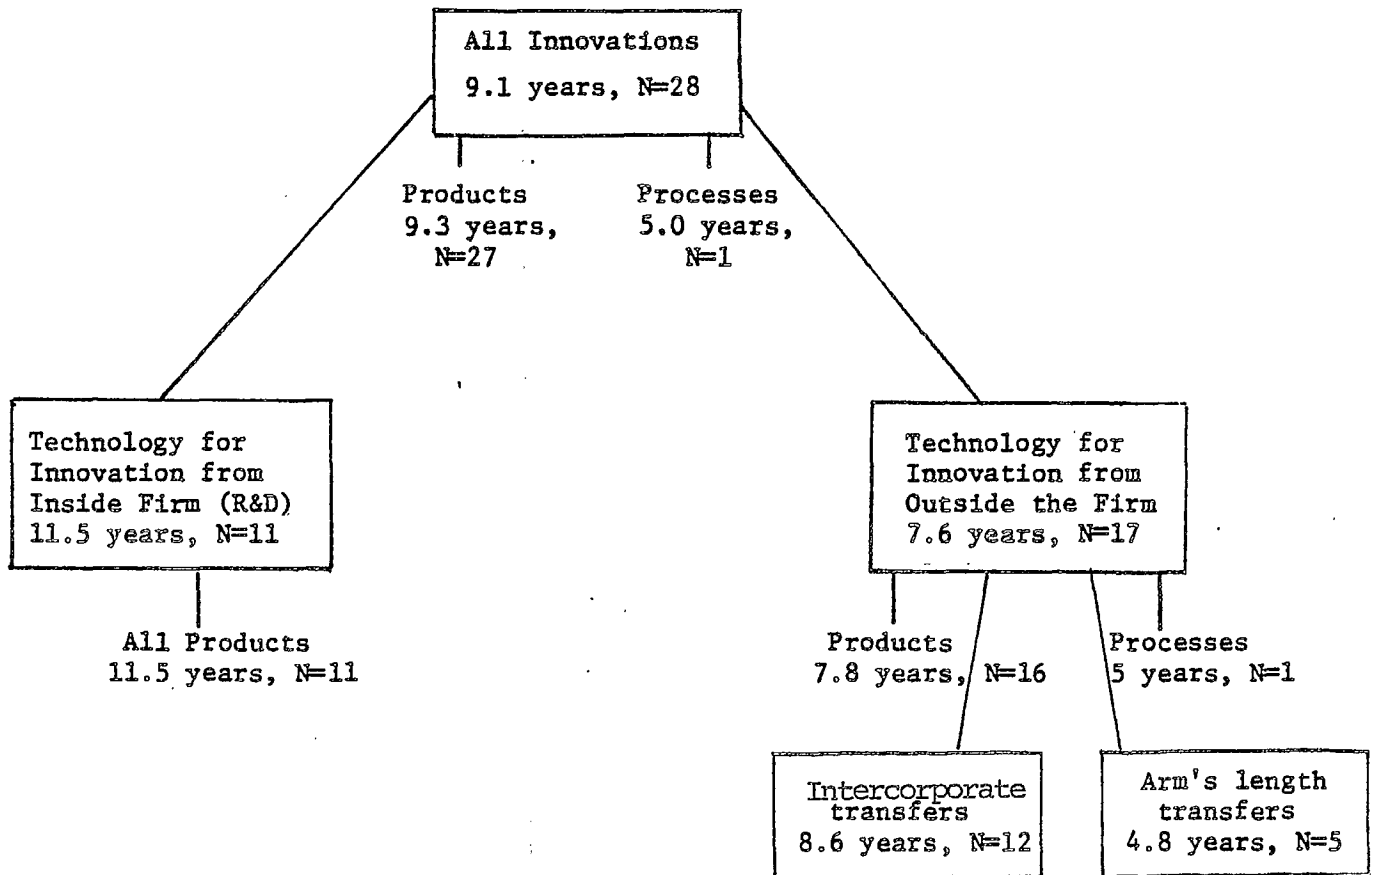 All Innovations
9.1 years, N=28
Products
9.3 years,
N=27
Processes
5.0 years,
N=1
Technology for
Innovation from
Inside Firm (R&D)
11.5 years, N=11
All Products
11.5 years, N=11
Technology for
Innovation from
Outside the Firm
7.6 years, N=17
Products
7.8 years, N=16
Processes
5 years, N=1
Intercorporate
transfers
8.6 years, N=12
Arm's length
transfers
4.8 years, N=5